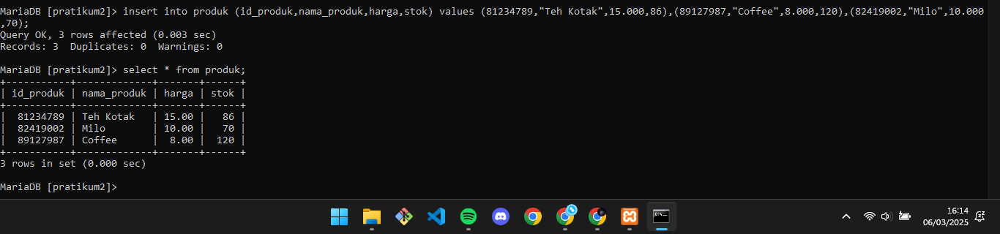 MariaDB [pratikum2]> insert into produk (id_produk,nama_produk,harga,stok) values (81234789,"Teh Kotak",15.000,86),(89127987,"Coffee",8.000,120),(82419002,"Milo",10.000
,70);
Query OK, 3 rows affected (0.003 sec)
Records: 3  Duplicates: 0  Warnings: 0
MariaDB [pratikum2]> select * from produk;
+-----------+-------------+-------+------+
| id_produk | nama_produk | harga | stok |
+-----------+-------------+-------+------+
|  81234789 | Teh Kotak   | 15.00 |   86 |
|  82419002 | Milo        | 10.00 |   70 |
|  89127987 | Coffee      |  8.00 |  120 |
+-----------+-------------+-------+------+
3 rows in set (0.000 sec)
MariaDB [pratikum2]>
16:14
06/03/2025